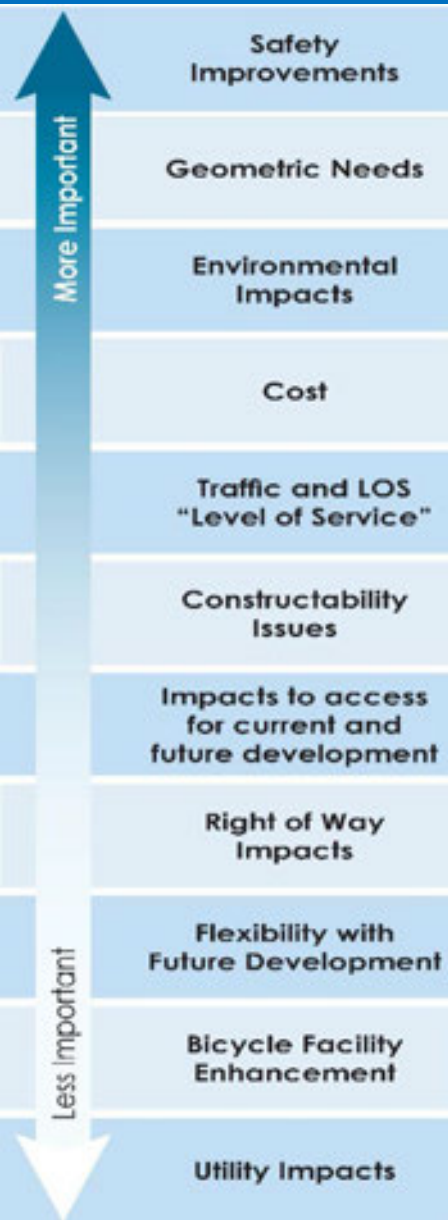 Safety
Improvements
More Important
Geometric Needs
Environmental
Impacts
Cost
Traffic and LOS
“Level of Service”
Constructability
Issues
Impacts to access
for current and
future development
Right of Way
Impacts
Flexibility with
Future Development
Less Important
Bicycle Facility
Enhancement
Utility Impacts